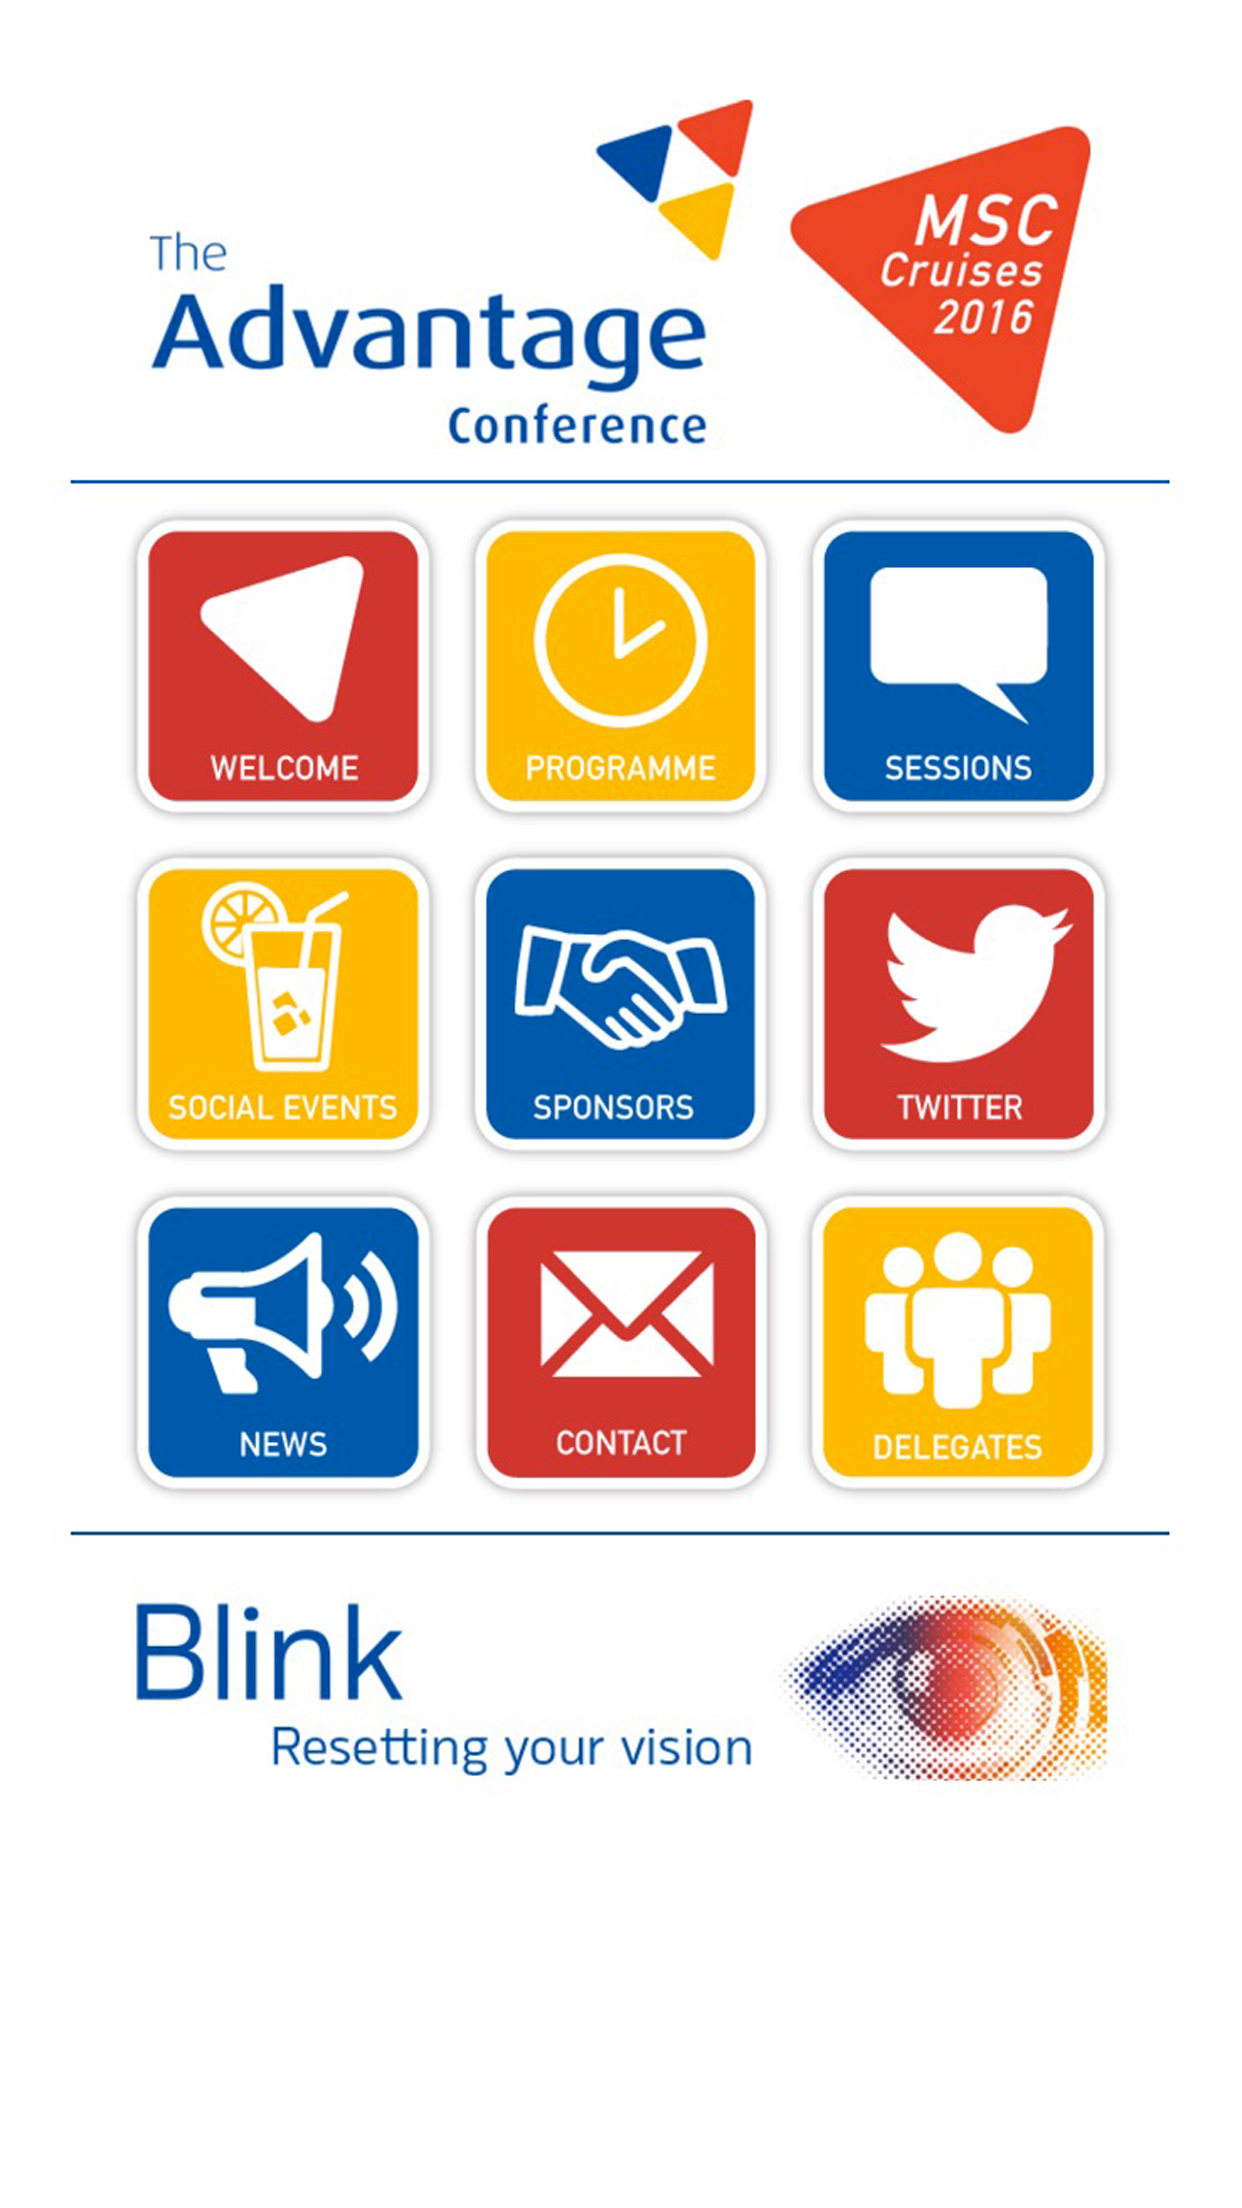 The
Advantage
Conference
MSC
Cruises
2016
WELCOME
PROGRAMME
SESSIONS
SOCIAL EVENTS
SPONSORS
TWITTER
NEWS
CONTACT
DELEGATES
Blink
Resetting your vision